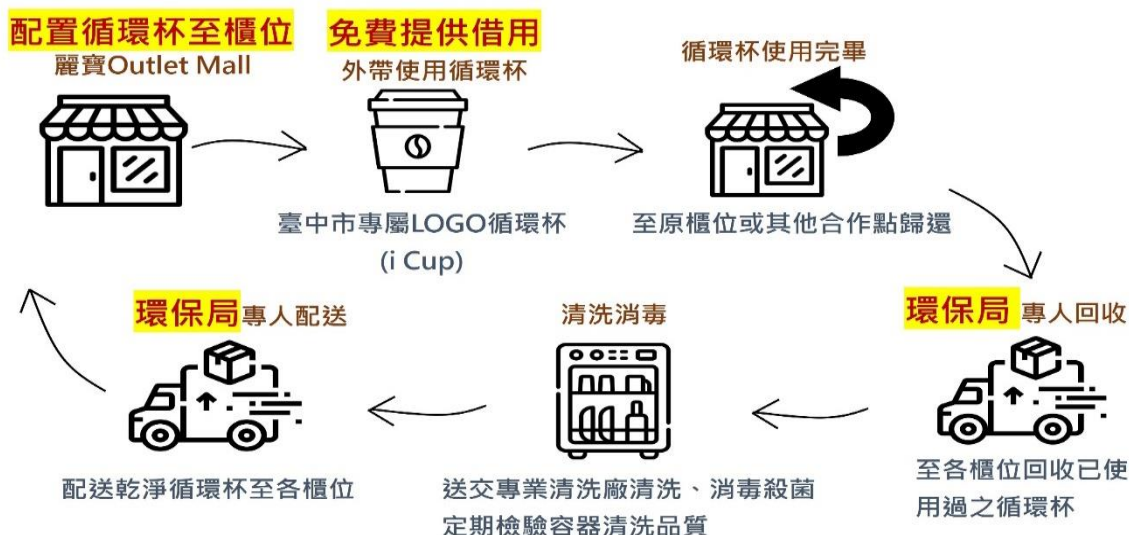 配置循環杯至櫃位
麗寶Outlet Mall
免費提供借用
外帶使用循環杯
臺中市專屬LOGO循環杯
(i Cup)
循環杯使用完畢
至原櫃位或其他合作點歸還
環保局 專人回收
至各櫃位回收已使
用過之循環杯
清洗消毒
送交專業清洗廠清洗、消毒殺菌
定期檢驗容器清洗品質
環保局專人配送
配送乾淨循環杯至各櫃位